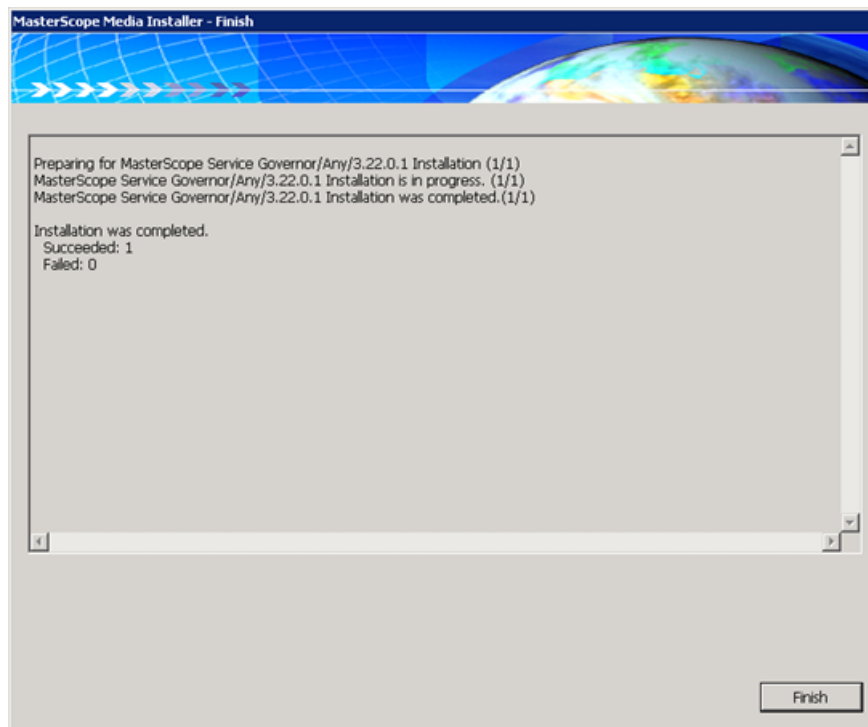 MasterScope Media Installer - Finish
Preparing for MasterScope Service Governor/Any/3.22.0.1 Installation (1/1)
MasterScope Service Governor/Any/3.22.0.1 Installation is in progress. (1/1)
MasterScope Service Governor/Any/3.22.0.1 Installation was completed.(1/1)
Installation was completed.
Succeeded: 1
Failed: 0
Finish